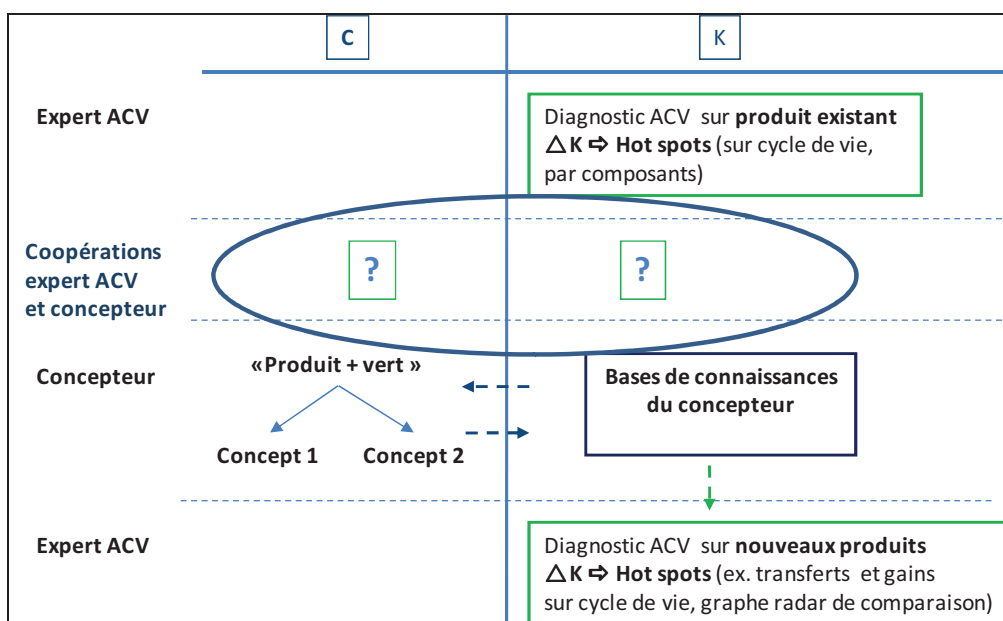 C
K
Expert ACV
Diagnostic ACV sur produit existant
△K ⇨ Hot spots (sur cycle de vie,
par composants)
Coopérations
expert ACV
et concepteur
?
?
Concepteur
«Produit + vert »
Concept 1
Concept 2
Bases de connaissances
du concepteur
Expert ACV
Diagnostic ACV sur nouveaux produits
△K ⇨ Hot spots (ex. transferts et gains
sur cycle de vie, graphe radar de comparaison)